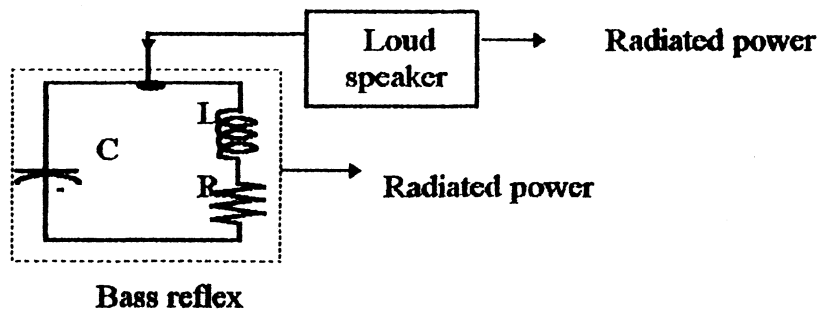 Loud
speaker
Radiated power
L
C
R
Radiated power
Bass reflex